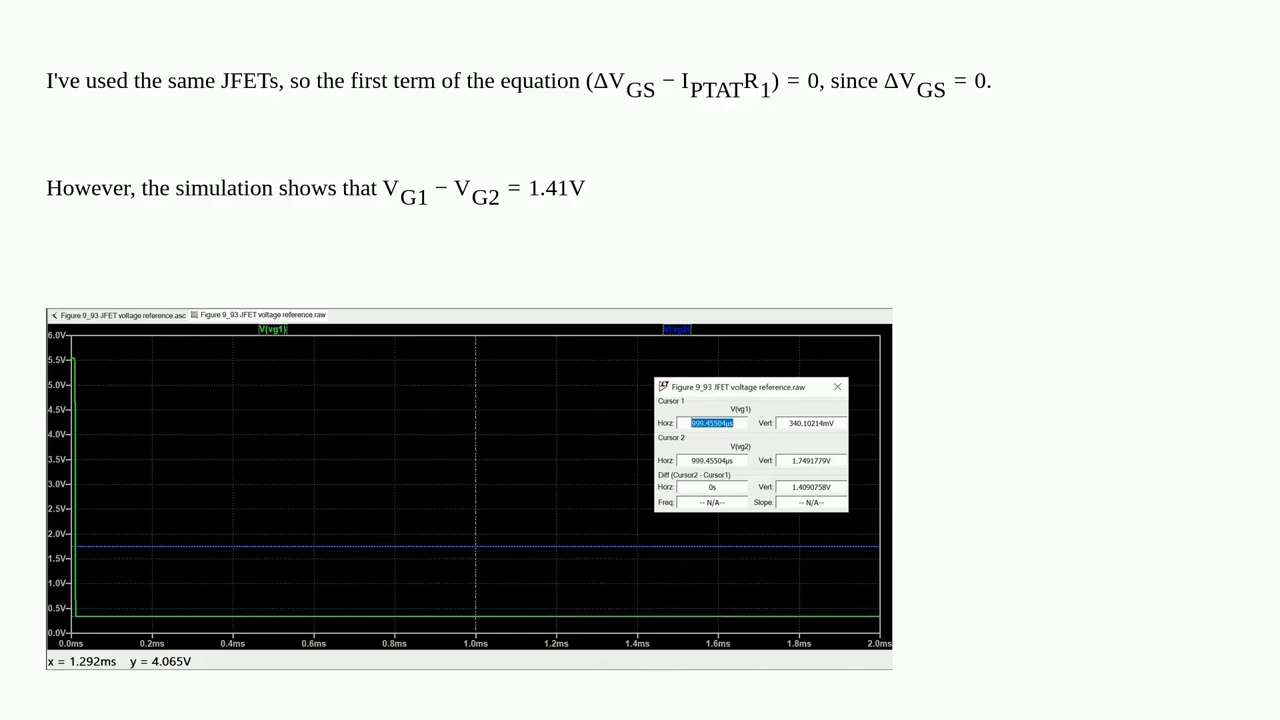 I've used the same JFETs, so the first term of the equation (ΔVGS − IPTATR1) = 0, since ΔVGS = 0.
However, the simulation shows that VG1 − VG2 = 1.41V
Figure 9_93 JFET voltage reference.asc Figure 9_93 JFET voltage reference.raw
V(vg1) V(vg2)
6.0V
5.5V
5.0V
4.5V
4.0V
3.5V
3.0V
2.5V
2.0V
1.5V
1.0V
0.5V
0.0V
Figure 9_93 JFET voltage reference.raw
Cursor 1
V(vg1)
Horz: 999.45504µs Vert: 340.10214mV
Cursor 2
V(vg2)
Horz: 999.45504µs Vert: 1.7491779V
Diff (Cursor2 - Cursor1)
Horz: 0s Vert: 1.4090758V
Freq: -- N/A-- Slope: -- N/A--
0.0ms 0.2ms 0.4ms 0.6ms 0.8ms 1.0ms 1.2ms 1.4ms 1.6ms 1.8ms 2.0ms
x = 1.292ms y = 4.065V